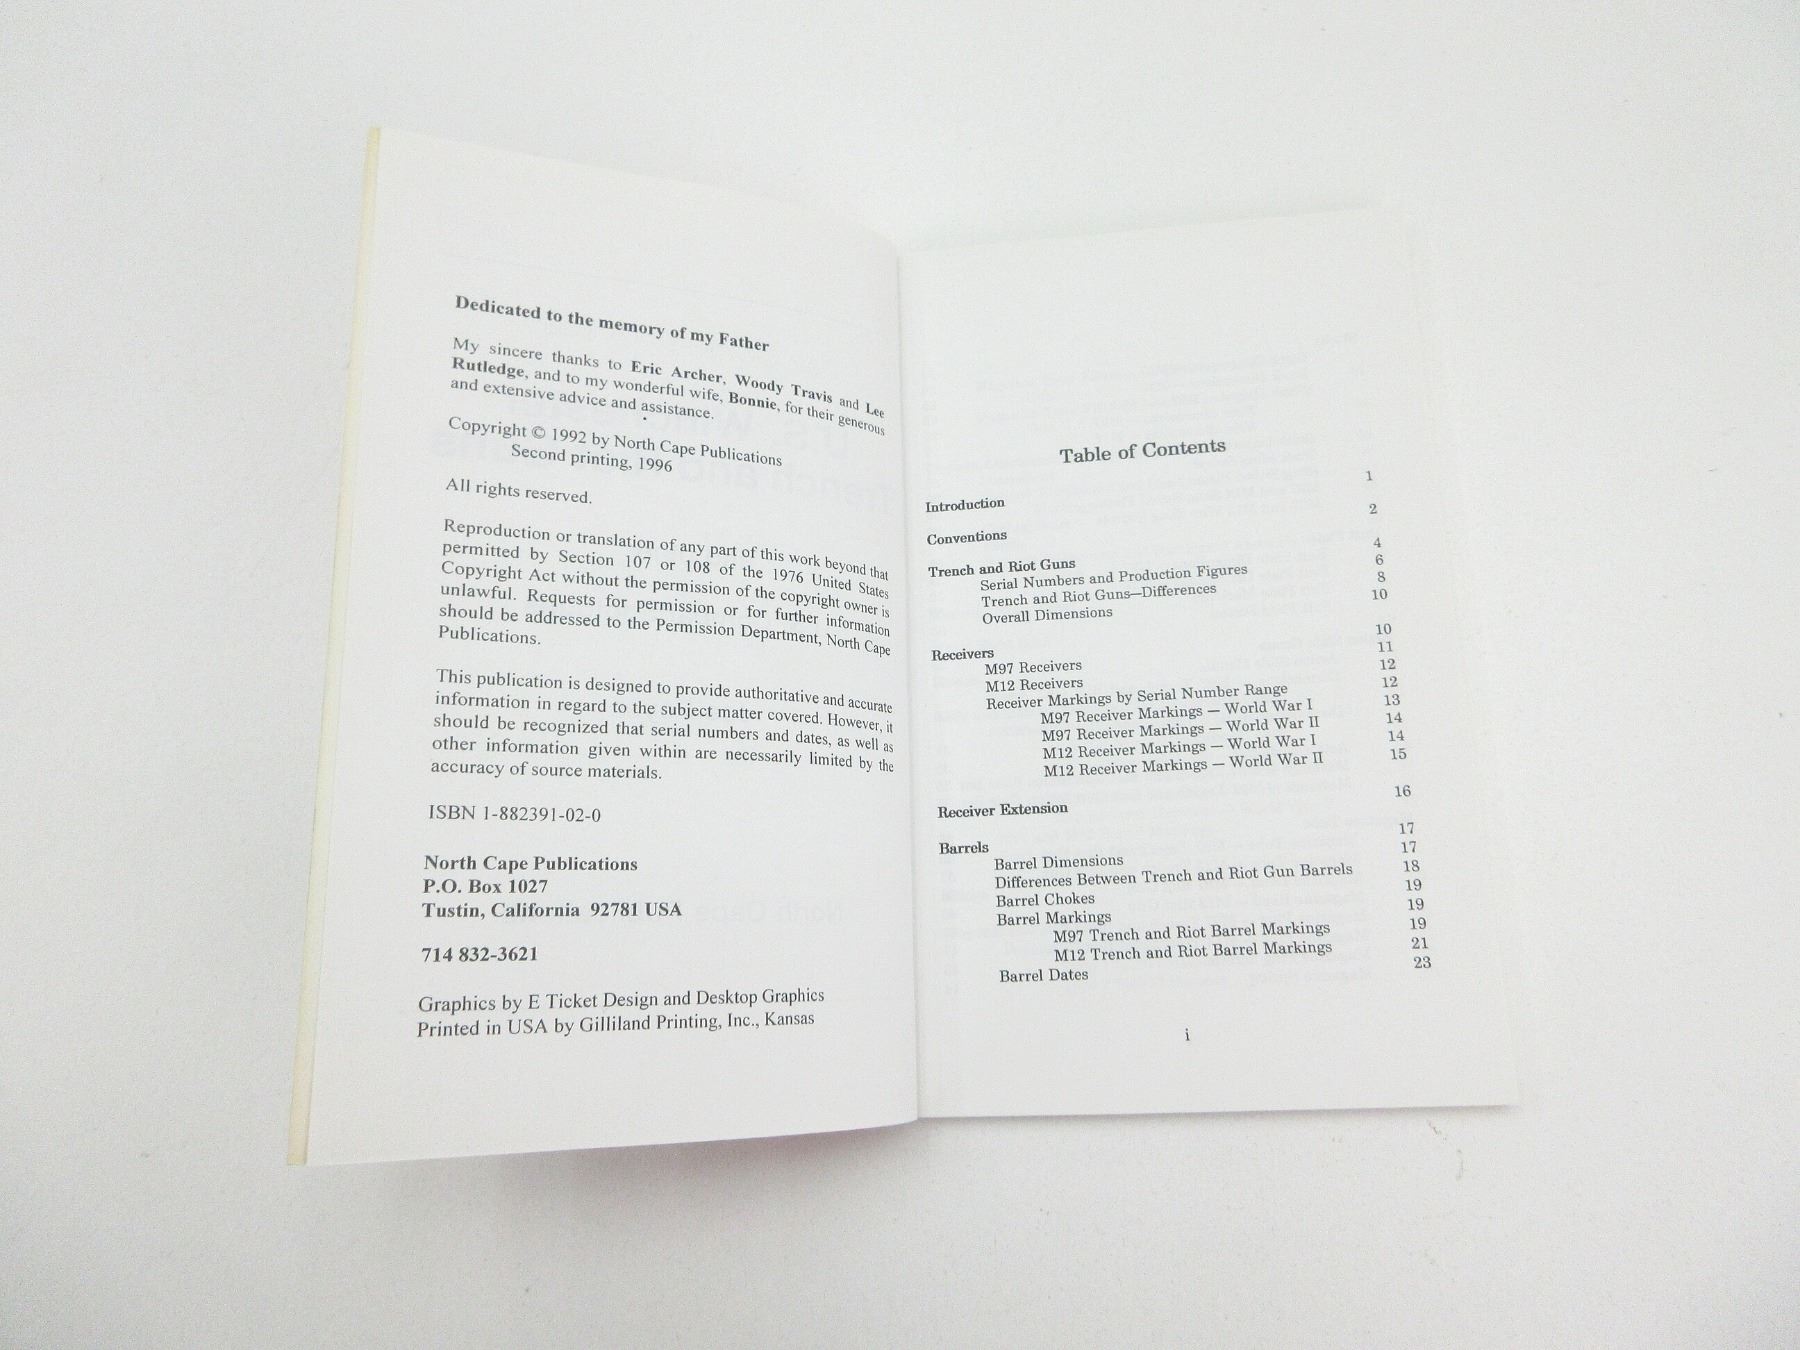 Dedicated to the memory of my Father
My sincere thanks to Eric Archer, Woody Travis and Lee
Rutledge, and to my wonderful wife, Bonnie, for their generous
and extensive advice and assistance.
Copyright © 1992 by North Cape Publications
Second printing, 1996
All rights reserved.
Reproduction or translation of any part of this work beyond that
permitted by Section 107 or 108 of the 1976 United States
Copyright Act without the permission of the copyright owner is
unlawful. Requests for permission or for further information
should be addressed to the Permission Department, North Cape
Publications.
This publication is designed to provide authoritative and accurate
information in regard to the subject matter covered. However, it
should be recognized that serial numbers and dates, as well as
other information given within are necessarily limited by the
accuracy of source materials.
ISBN 1-882391-02-0
North Cape Publications
P.O. Box 1027
Tustin, California 92781 USA
714 832-3621
Graphics by E Ticket Design and Desktop Graphics
Printed in USA by Gilliland Printing, Inc., Kansas
Table of Contents
Introduction 1
Conventions 2
Trench and Riot Guns 4
Serial Numbers and Production Figures 6
Trench and Riot Guns—Differences 8
Overall Dimensions 10
Receivers 10
M97 Receivers 11
M12 Receivers 12
Receiver Markings by Serial Number Range 12
M97 Receiver Markings — World War I 13
M97 Receiver Markings — World War II 14
M12 Receiver Markings — World War I 14
M12 Receiver Markings — World War II 15
Receiver Extension 16
Barrels 17
Barrel Dimensions 17
Differences Between Trench and Riot Gun Barrels 18
Barrel Chokes 19
Barrel Markings 19
M97 Trench and Riot Barrel Markings 19
M12 Trench and Riot Barrel Markings 21
Barrel Dates 23
i